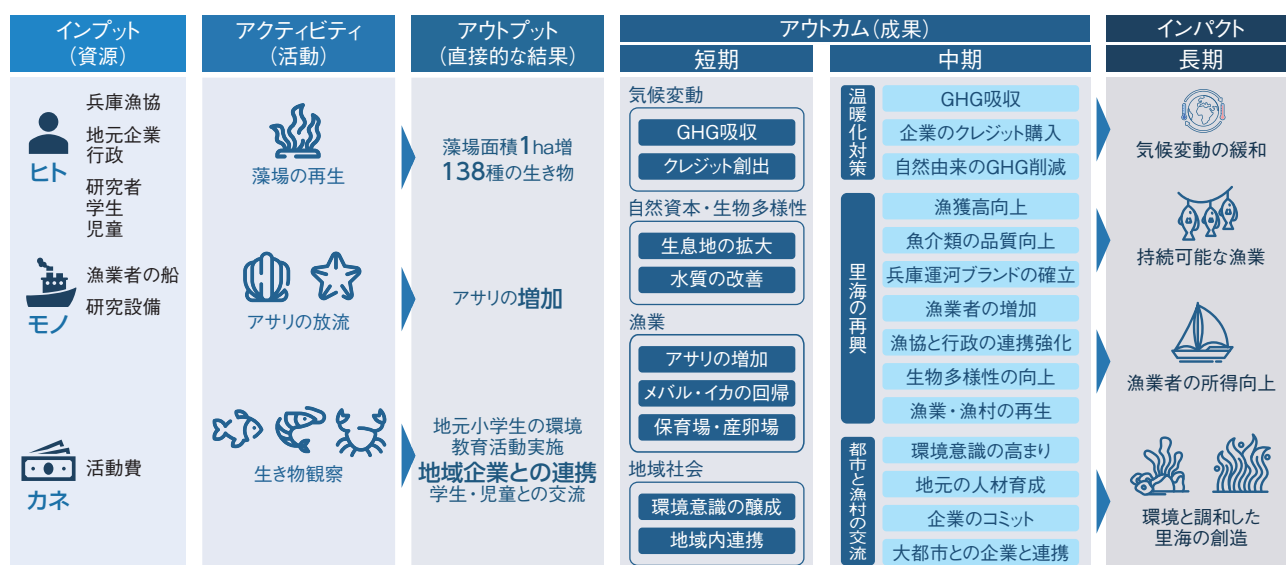 インプット
（資源）
ヒト
兵庫漁協
地元企業
行政
研究者
学生
児童
モノ
漁業者の船
研究設備
カネ
活動費
アクティビティ
（活動）
藻場の再生
アサリの放流
生き物観察
アウトプット
（直接的な結果）
藻場面積1ha増
138種の生き物
アサリの増加
地元小学生の環境
教育活動実施
地域企業との連携
学生・児童との交流
アウトカム（成果）
短期
気候変動
GHG吸収
クレジット創出
自然資本・生物多様性
生息地の拡大
水質の改善
漁業
アサリの増加
メバル・イカの回帰
保育場・産卵場
地域社会
環境意識の醸成
地域内連携
中期
温暖化対策
GHG吸収
企業のクレジット購入
自然由来のGHG削減
里海の再興
漁獲高向上
魚介類の品質向上
兵庫運河ブランドの確立
漁業者の増加
漁協と行政の連携強化
生物多様性の向上
漁業・漁村の再生
都市と漁村の交流
環境意識の高まり
地元の人材育成
企業のコミット
大都市との企業と連携
インパクト
長期
気候変動の緩和
持続可能な漁業
漁業者の所得向上
環境と調和した
里海の創造